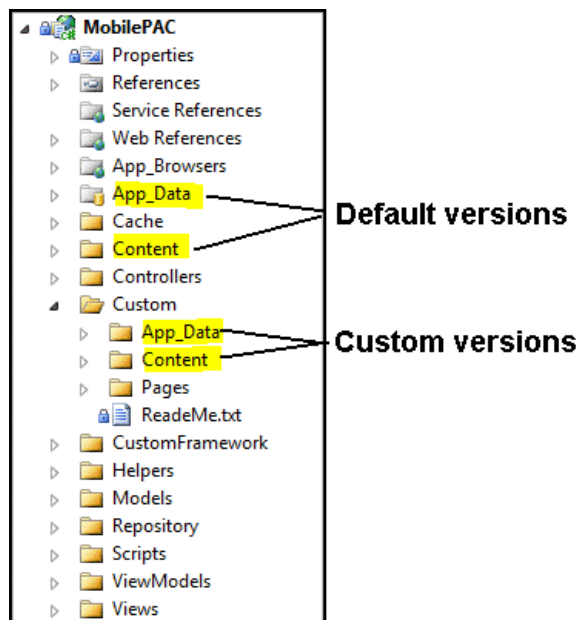 MobilePAC
Properties
References
Service References
Web References
App_Browsers
App_Data
Default versions
Cache
Content
Controllers
Custom
App_Data
Custom versions
Content
Pages
ReadeMe.txt
CustomFramework
Helpers
Models
Repository
Scripts
ViewModels
Views